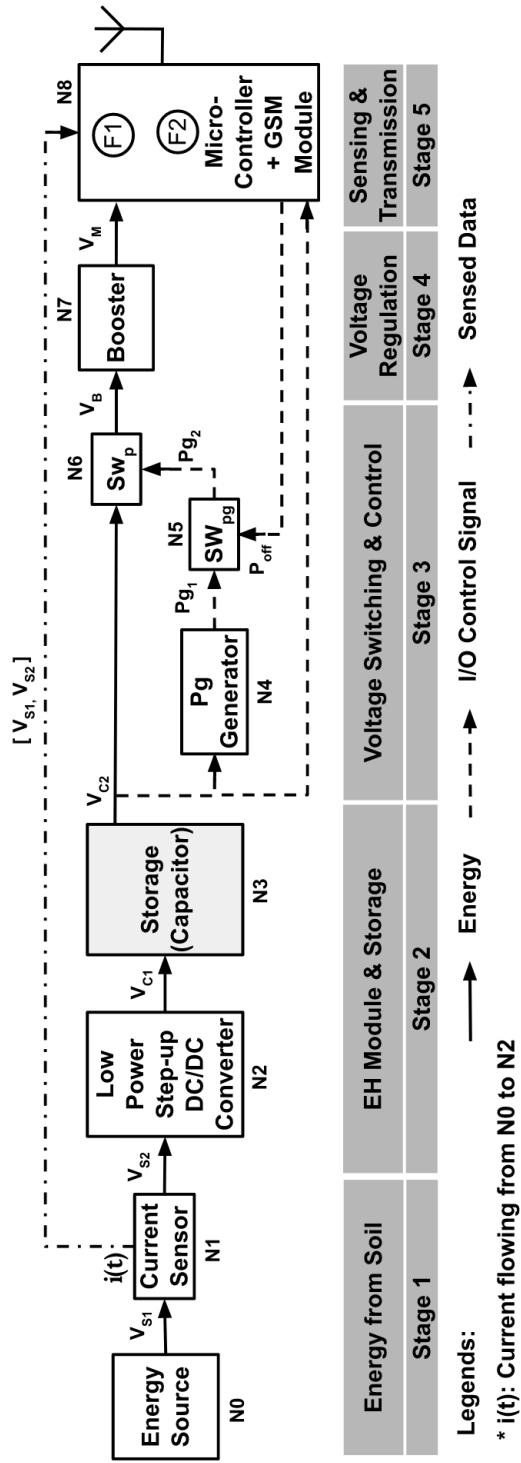 [ V_S1, V_S2 ]
i(t)
Energy
Source
N0
V_S1
Current
Sensor
N1
V_S2
Low
Power
Step-up
DC/DC
Converter
N2
V_C1
Storage
(Capacitor)
N3
V_C2
Pg
Generator
N4
Pg_1
N5
SW_pg
P_off
Pg_2
N6
Sw_p
V_B
N7
Booster
V_M
N8
F1
F2
Micro-
Controller
+ GSM
Module
Energy from Soil
Stage 1
EH Module & Storage
Stage 2
Voltage Switching & Control
Stage 3
Voltage
Regulation
Stage 4
Sensing &
Transmission
Stage 5
Legends:
Energy
I/O Control Signal
Sensed Data
* i(t): Current flowing from N0 to N2